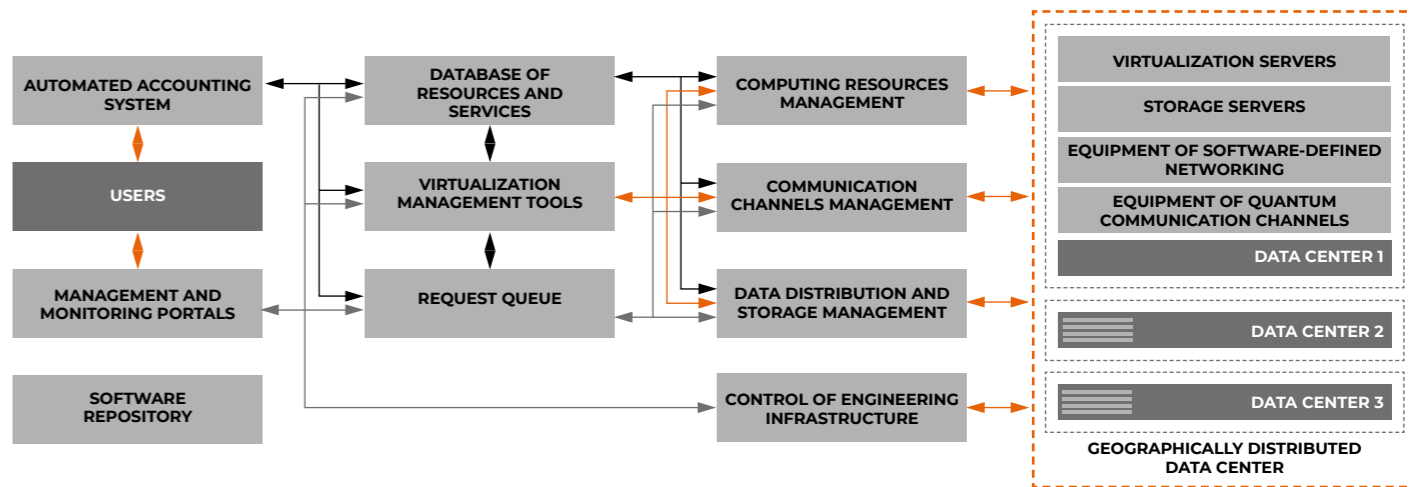 AUTOMATED ACCOUNTING
SYSTEM
USERS
MANAGEMENT AND
MONITORING PORTALS
SOFTWARE
REPOSITORY
DATABASE OF
RESOURCES AND
SERVICES
VIRTUALIZATION
MANAGEMENT TOOLS
REQUEST QUEUE
COMPUTING RESOURCES
MANAGEMENT
COMMUNICATION
CHANNELS MANAGEMENT
DATA DISTRIBUTION AND
STORAGE MANAGEMENT
CONTROL OF ENGINEERING
INFRASTRUCTURE
VIRTUALIZATION SERVERS
STORAGE SERVERS
EQUIPMENT OF SOFTWARE-DEFINED
NETWORKING
EQUIPMENT OF QUANTUM
COMMUNICATION CHANNELS
DATA CENTER 1
DATA CENTER 2
DATA CENTER 3
GEOGRAPHICALLY DISTRIBUTED
DATA CENTER